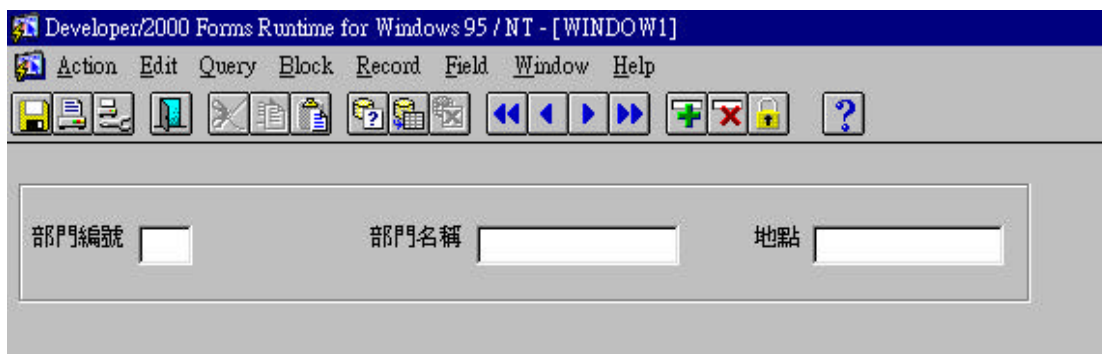 Developer/2000 Forms Runtime for Windows 95 / NT - [WINDOW1]
Action Edit Query Block Record Field Window Help
部門編號 部門名稱 地點